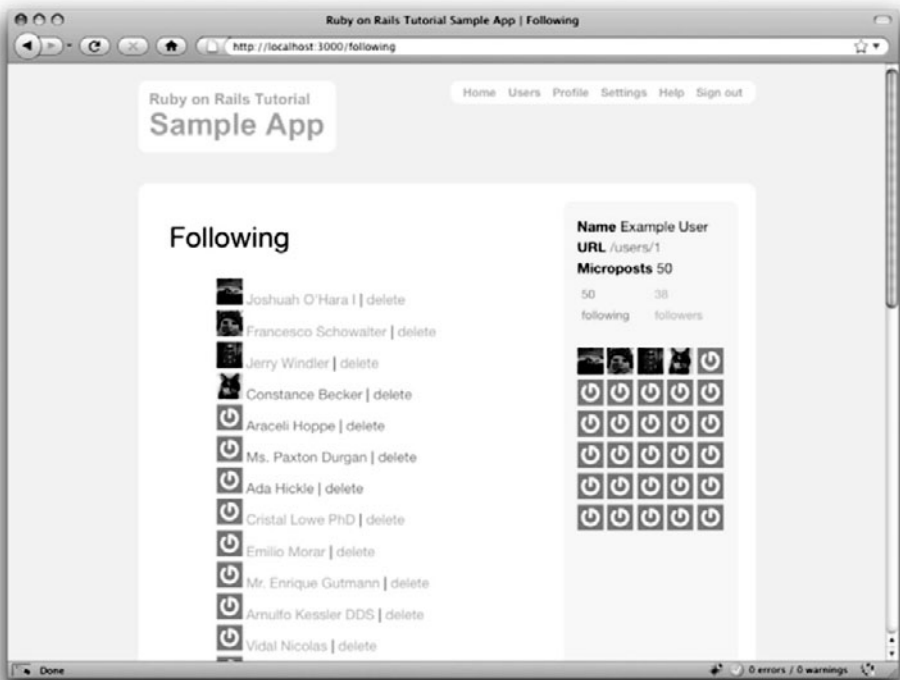 Ruby on Rails Tutorial Sample App | Following
http://localhost:3000/following
Ruby on Rails Tutorial
Sample App
Home Users Profile Settings Help Sign out
Following
Joshuah O'Hara I | delete
Francesco Schowalter | delete
Jerry Windler | delete
Constance Becker | delete
Araceli Hoppe | delete
Ms. Paxton Durgan | delete
Ada Hickle | delete
Cristal Lowe PhD | delete
Emilio Morar | delete
Mr. Enrique Gutmann | delete
Arnulfo Kessler DDS | delete
Vidal Nicolas | delete
Name Example User
URL /users/1
Microposts 50
50 38
following followers
Done
0 errors / 0 warnings